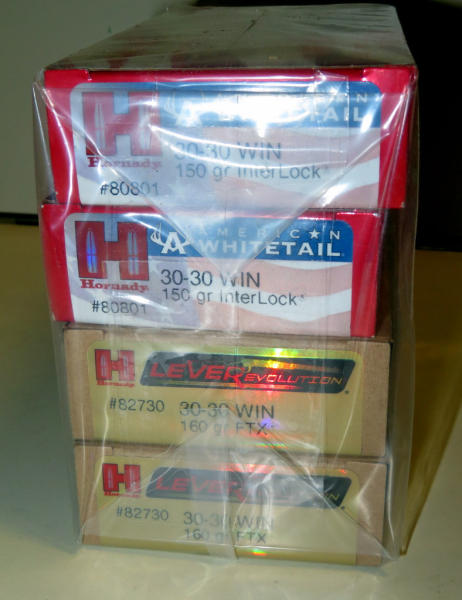 AMERICAN
WHITETAIL
Hornady
30-30 WIN
150 gr InterLock
#80801
AMERICAN
WHITETAIL
Hornady
30-30 WIN
150 gr InterLock
#80801
LEVERevolution
#82730 30-30 WIN
160 gr FTX
LEVERevolution
#82730 30-30 WIN
160 gr FTX